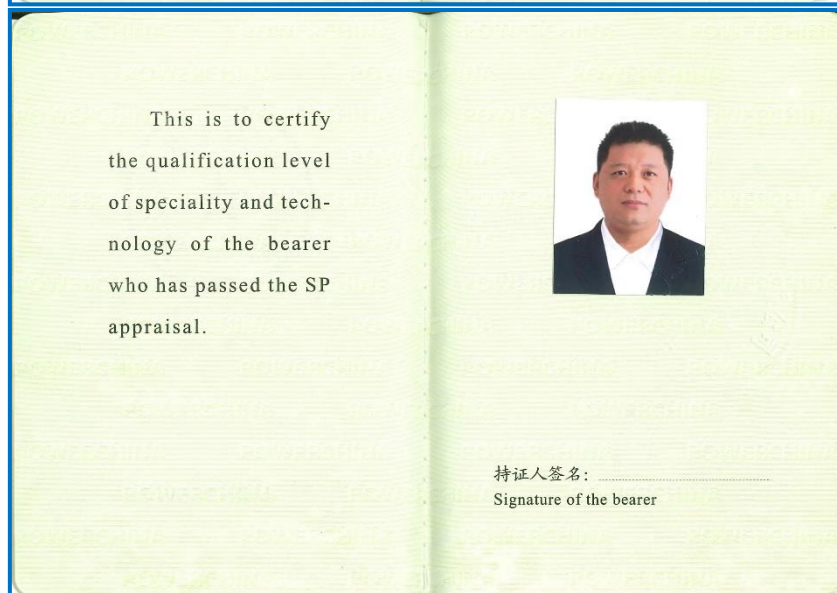 This is to certify
the qualification level
of speciality and tech-
nology of the bearer
who has passed the SP
appraisal.
持证人签名：
Signature of the bearer